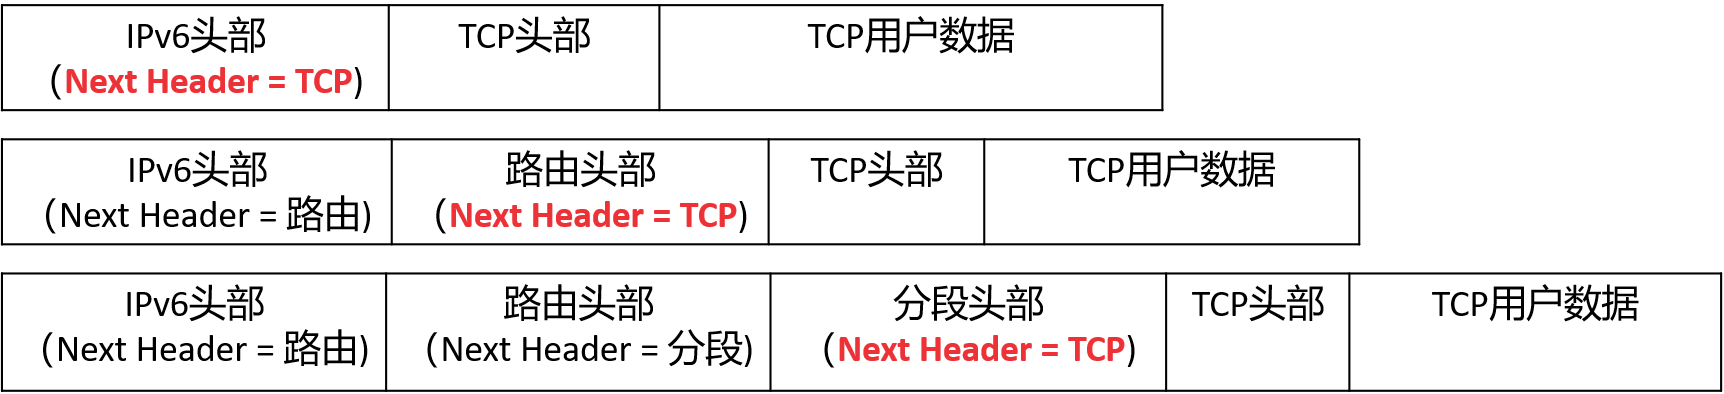 IPv6头部 TCP头部 TCP用户数据
（Next Header = TCP)
IPv6头部 路由头部 TCP头部 TCP用户数据
（Next Header = 路由) （Next Header = TCP)
IPv6头部 路由头部 分段头部 TCP头部 TCP用户数据
（Next Header = 路由) （Next Header = 分段) （Next Header = TCP)